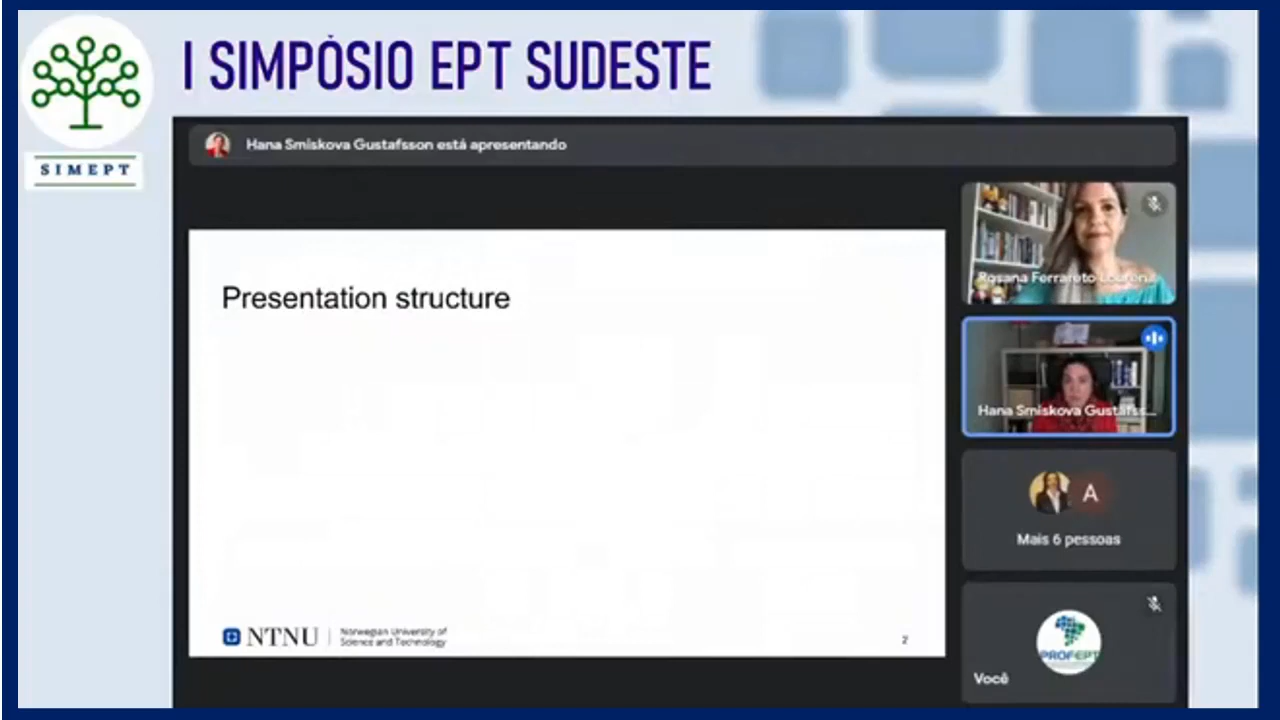 I SIMPÓSIO EPT SUDESTE
SIMEPT
Hana Smiskova Gustafsson está apresentando
Presentation structure
Rosana Ferrareto
Hana Smiskova Gustafss...
A
Mais 6 pessoas
PROFEPT
Você
NTNU
Norwegian University of
Science and Technology
2